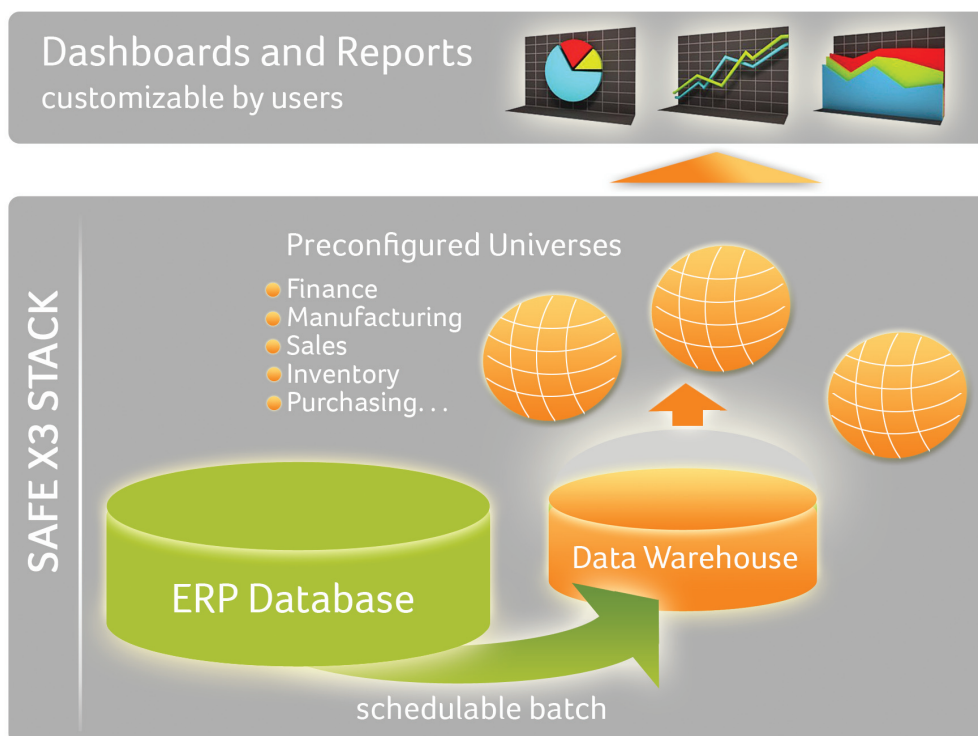 Dashboards and Reports
customizable by users
SAFE X3 STACK
Preconfigured Universes
Finance
Manufacturing
Sales
Inventory
Purchasing...
Data Warehouse
ERP Database
schedulable batch